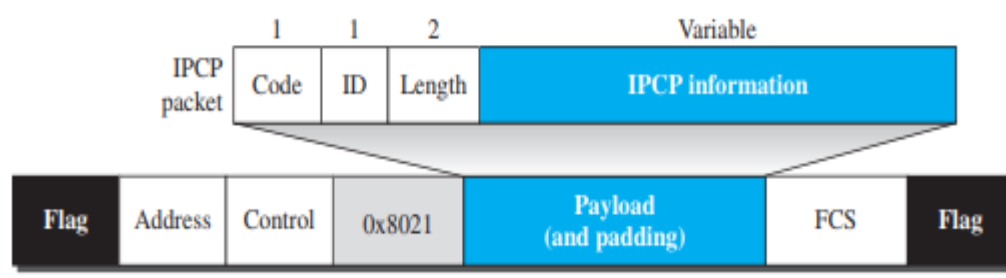 1 1 2 Variable
IPCP
packet
Code ID Length IPCP information
Flag Address Control 0x8021 Payload
(and padding) FCS Flag